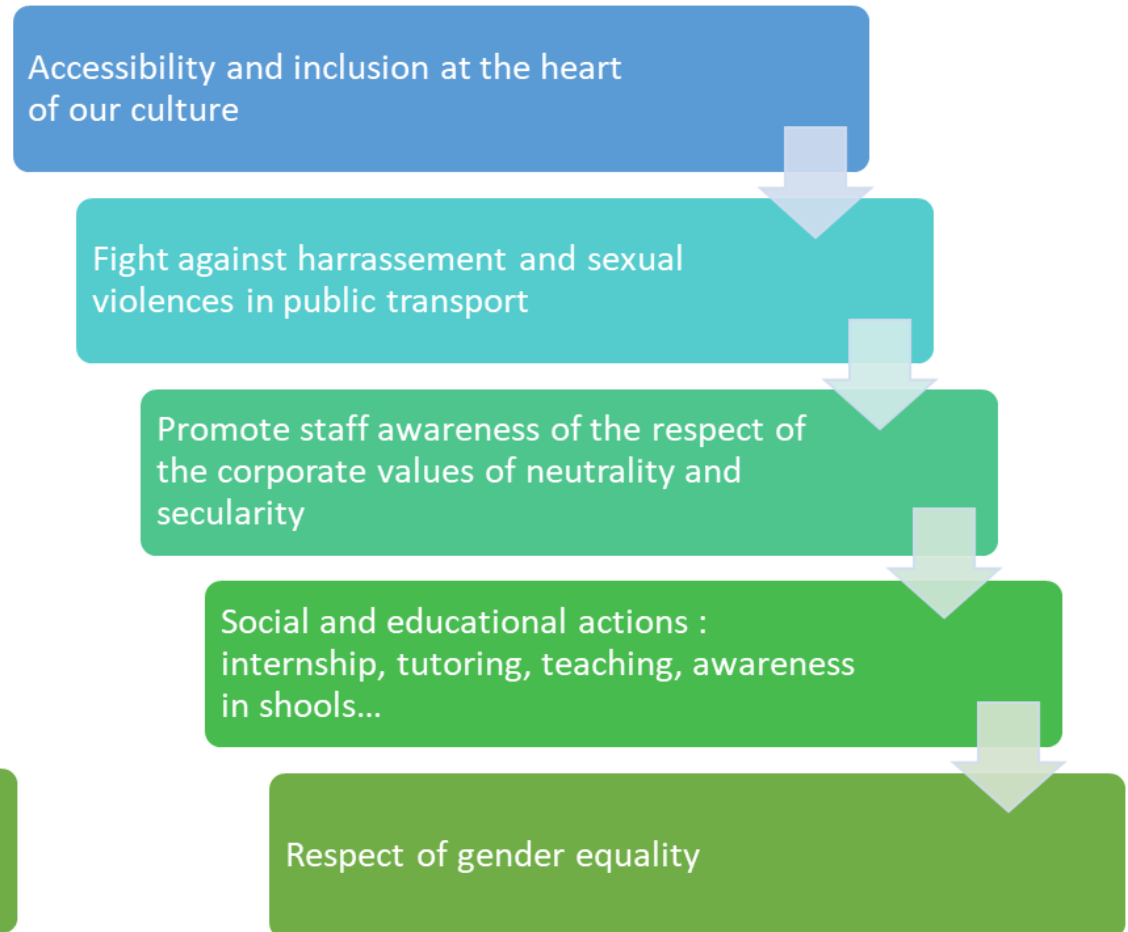 Accessibility and inclusion at the heart
of our culture
Fight against harrassement and sexual
violences in public transport
Promote staff awareness of the respect of
the corporate values of neutrality and
secularity
Social and educational actions :
internship, tutoring, teaching, awareness
in shools...
Respect of gender equality